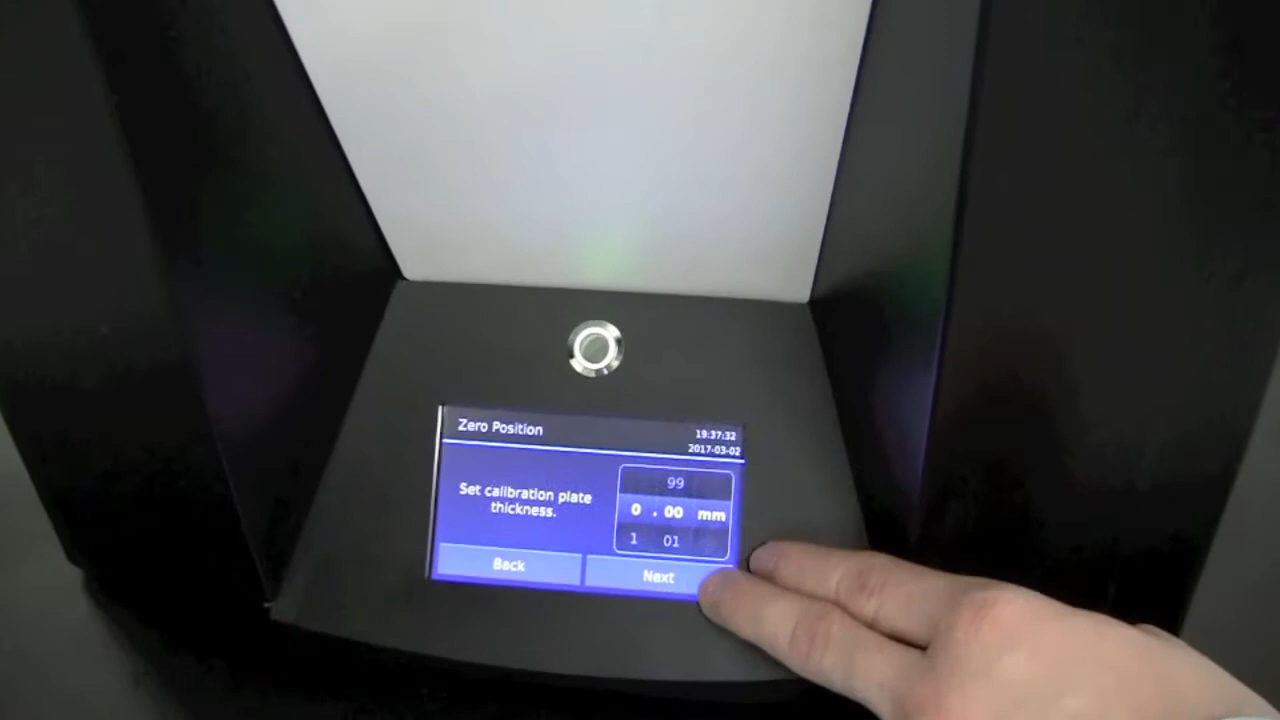 Zero Position
19:37:32
2017-03-02
Set calibration plate
thickness.
99
0 . 00 mm
1 01
Back
Next